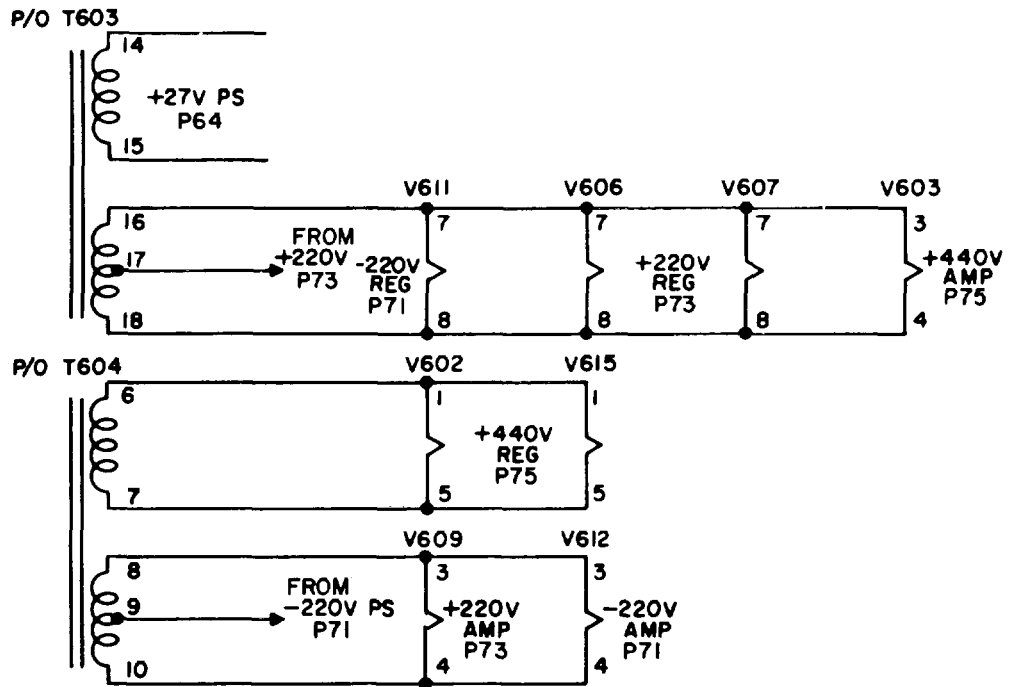 P/O T603
14
+27V PS
P64
15
V611
V606
V607
V603
16
7
7
7
3
17
FROM
+220V
P73
-220V
REG
P71
+220V
REG
P73
+440V
AMP
P75
18
8
8
8
4
P/O T604
V602
V615
6
1
1
+440V
REG
P75
7
5
5
V609
V612
8
3
3
9
FROM
-220V PS
P71
+220V
AMP
P73
-220V
AMP
P71
10
4
4